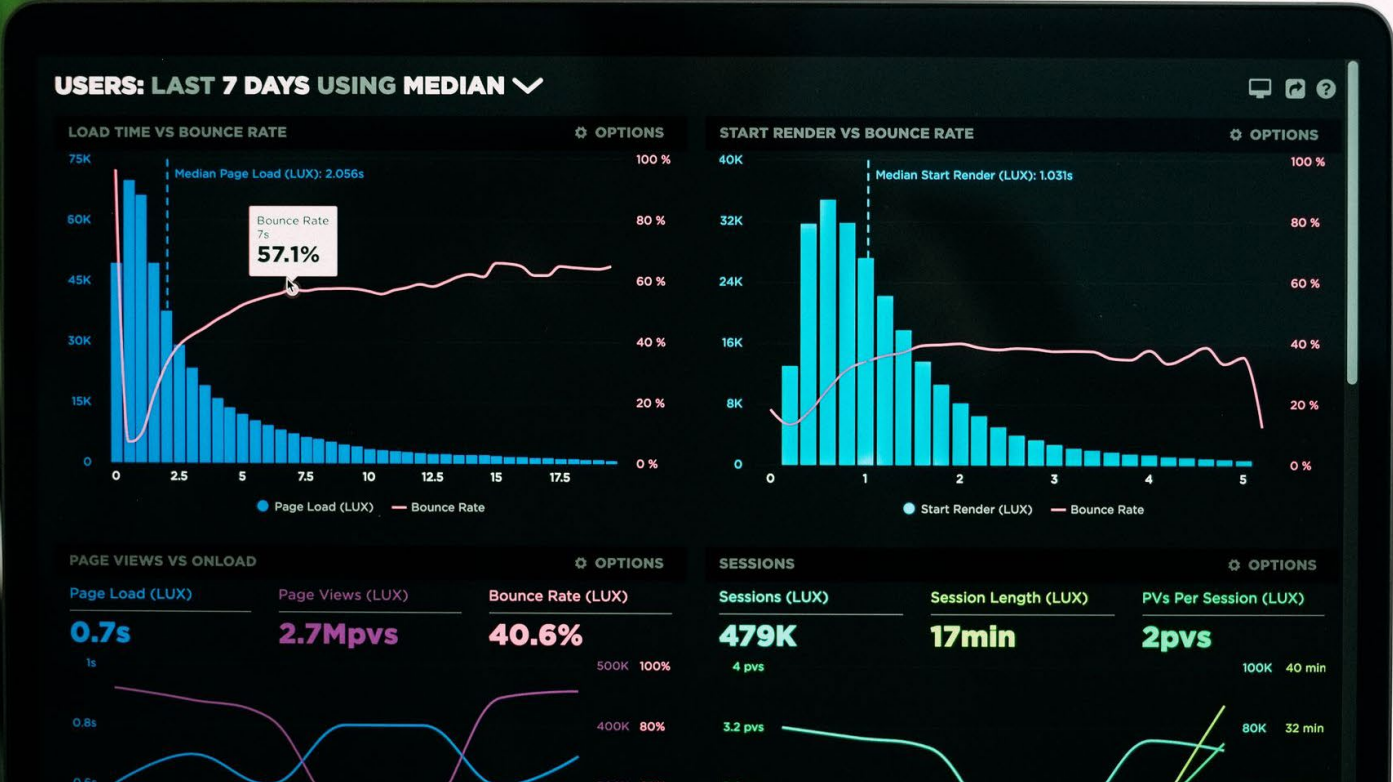 USERS: LAST 7 DAYS USING MEDIAN
LOAD TIME VS BOUNCE RATE
OPTIONS
75K
60K
45K
30K
15K
0
Median Page Load (LUX): 2.056s
Bounce Rate
7s
57.1%
100 %
80 %
60 %
40 %
20 %
0 %
0 2.5 5 7.5 10 12.5 15 17.5
Page Load (LUX) Bounce Rate
START RENDER VS BOUNCE RATE
OPTIONS
40K
32K
24K
16K
8K
0
Median Start Render (LUX): 1.031s
100 %
80 %
60 %
40 %
20 %
0 %
0 1 2 3 4 5
Start Render (LUX) Bounce Rate
PAGE VIEWS VS ONLOAD
OPTIONS
Page Load (LUX)
0.7s
Page Views (LUX)
2.7Mpvs
Bounce Rate (LUX)
40.6%
1s
0.8s
500K 100%
400K 80%
SESSIONS
OPTIONS
Sessions (LUX)
479K
Session Length (LUX)
17min
PVs Per Session (LUX)
2pvs
4 pvs
3.2 pvs
100K 40 min
80K 32 min